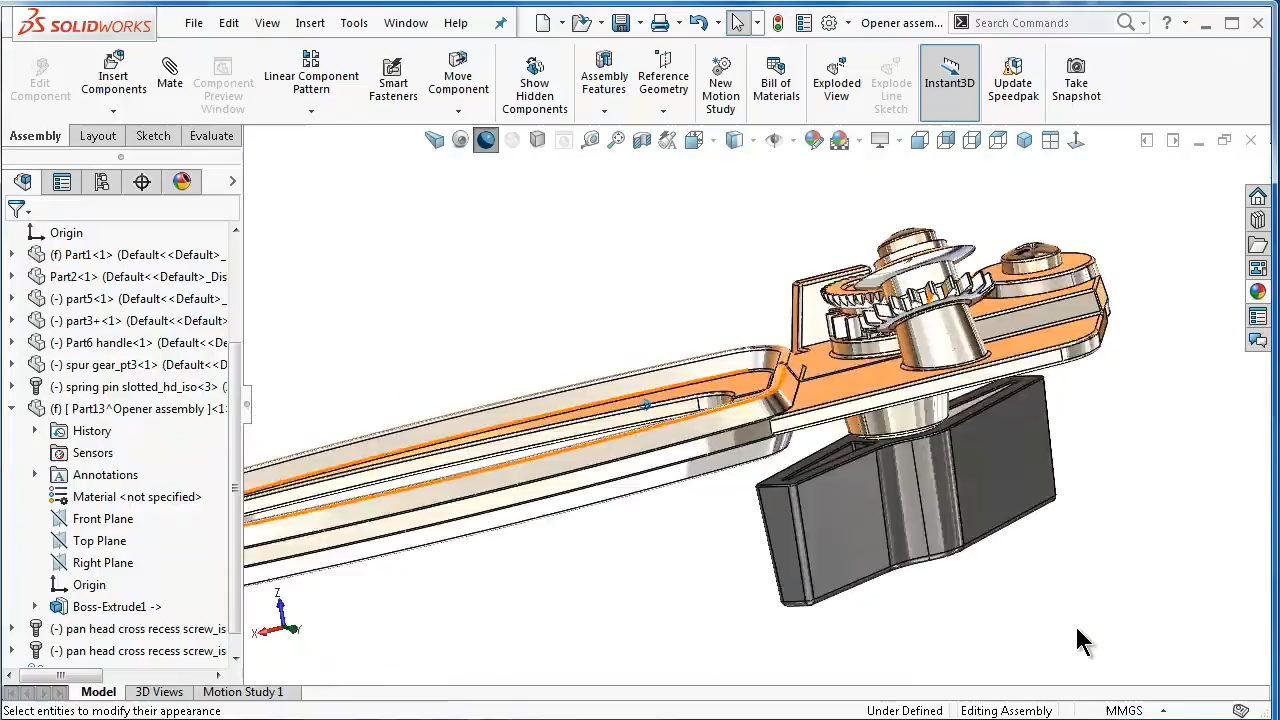 SOLIDWORKS
File Edit View Insert Tools Window Help
Opener assem...
Search Commands
?
Edit Component
Insert Components
Mate
Component Preview Window
Linear Component Pattern
Smart Fasteners
Move Component
Show Hidden Components
Assembly Features
Reference Geometry
New Motion Study
Bill of Materials
Exploded View
Explode Line Sketch
Instant3D
Update Speedpak
Take Snapshot
Assembly Layout Sketch Evaluate
Origin
(f) Part1<1> (Default<<Default>_
Part2<1> (Default<<Default>_Dis
(-) part5<1> (Default<<Default>_
(-) part3+<1> (Default<<Default>
(-) Part6 handle<1> (Default<<De
(-) spur gear_pt3<1> (Default<<D
(-) spring pin slotted_hd_iso<3> (
(f) [ Part13^Opener assembly ]<1
History
Sensors
Annotations
Material <not specified>
Front Plane
Top Plane
Right Plane
Origin
Boss-Extrude1 ->
(-) pan head cross recess screw_is
(-) pan head cross recess screw_is
Z
X
Y
Model 3D Views Motion Study 1
Select entities to modify their appearance
Under Defined Editing Assembly MMGS